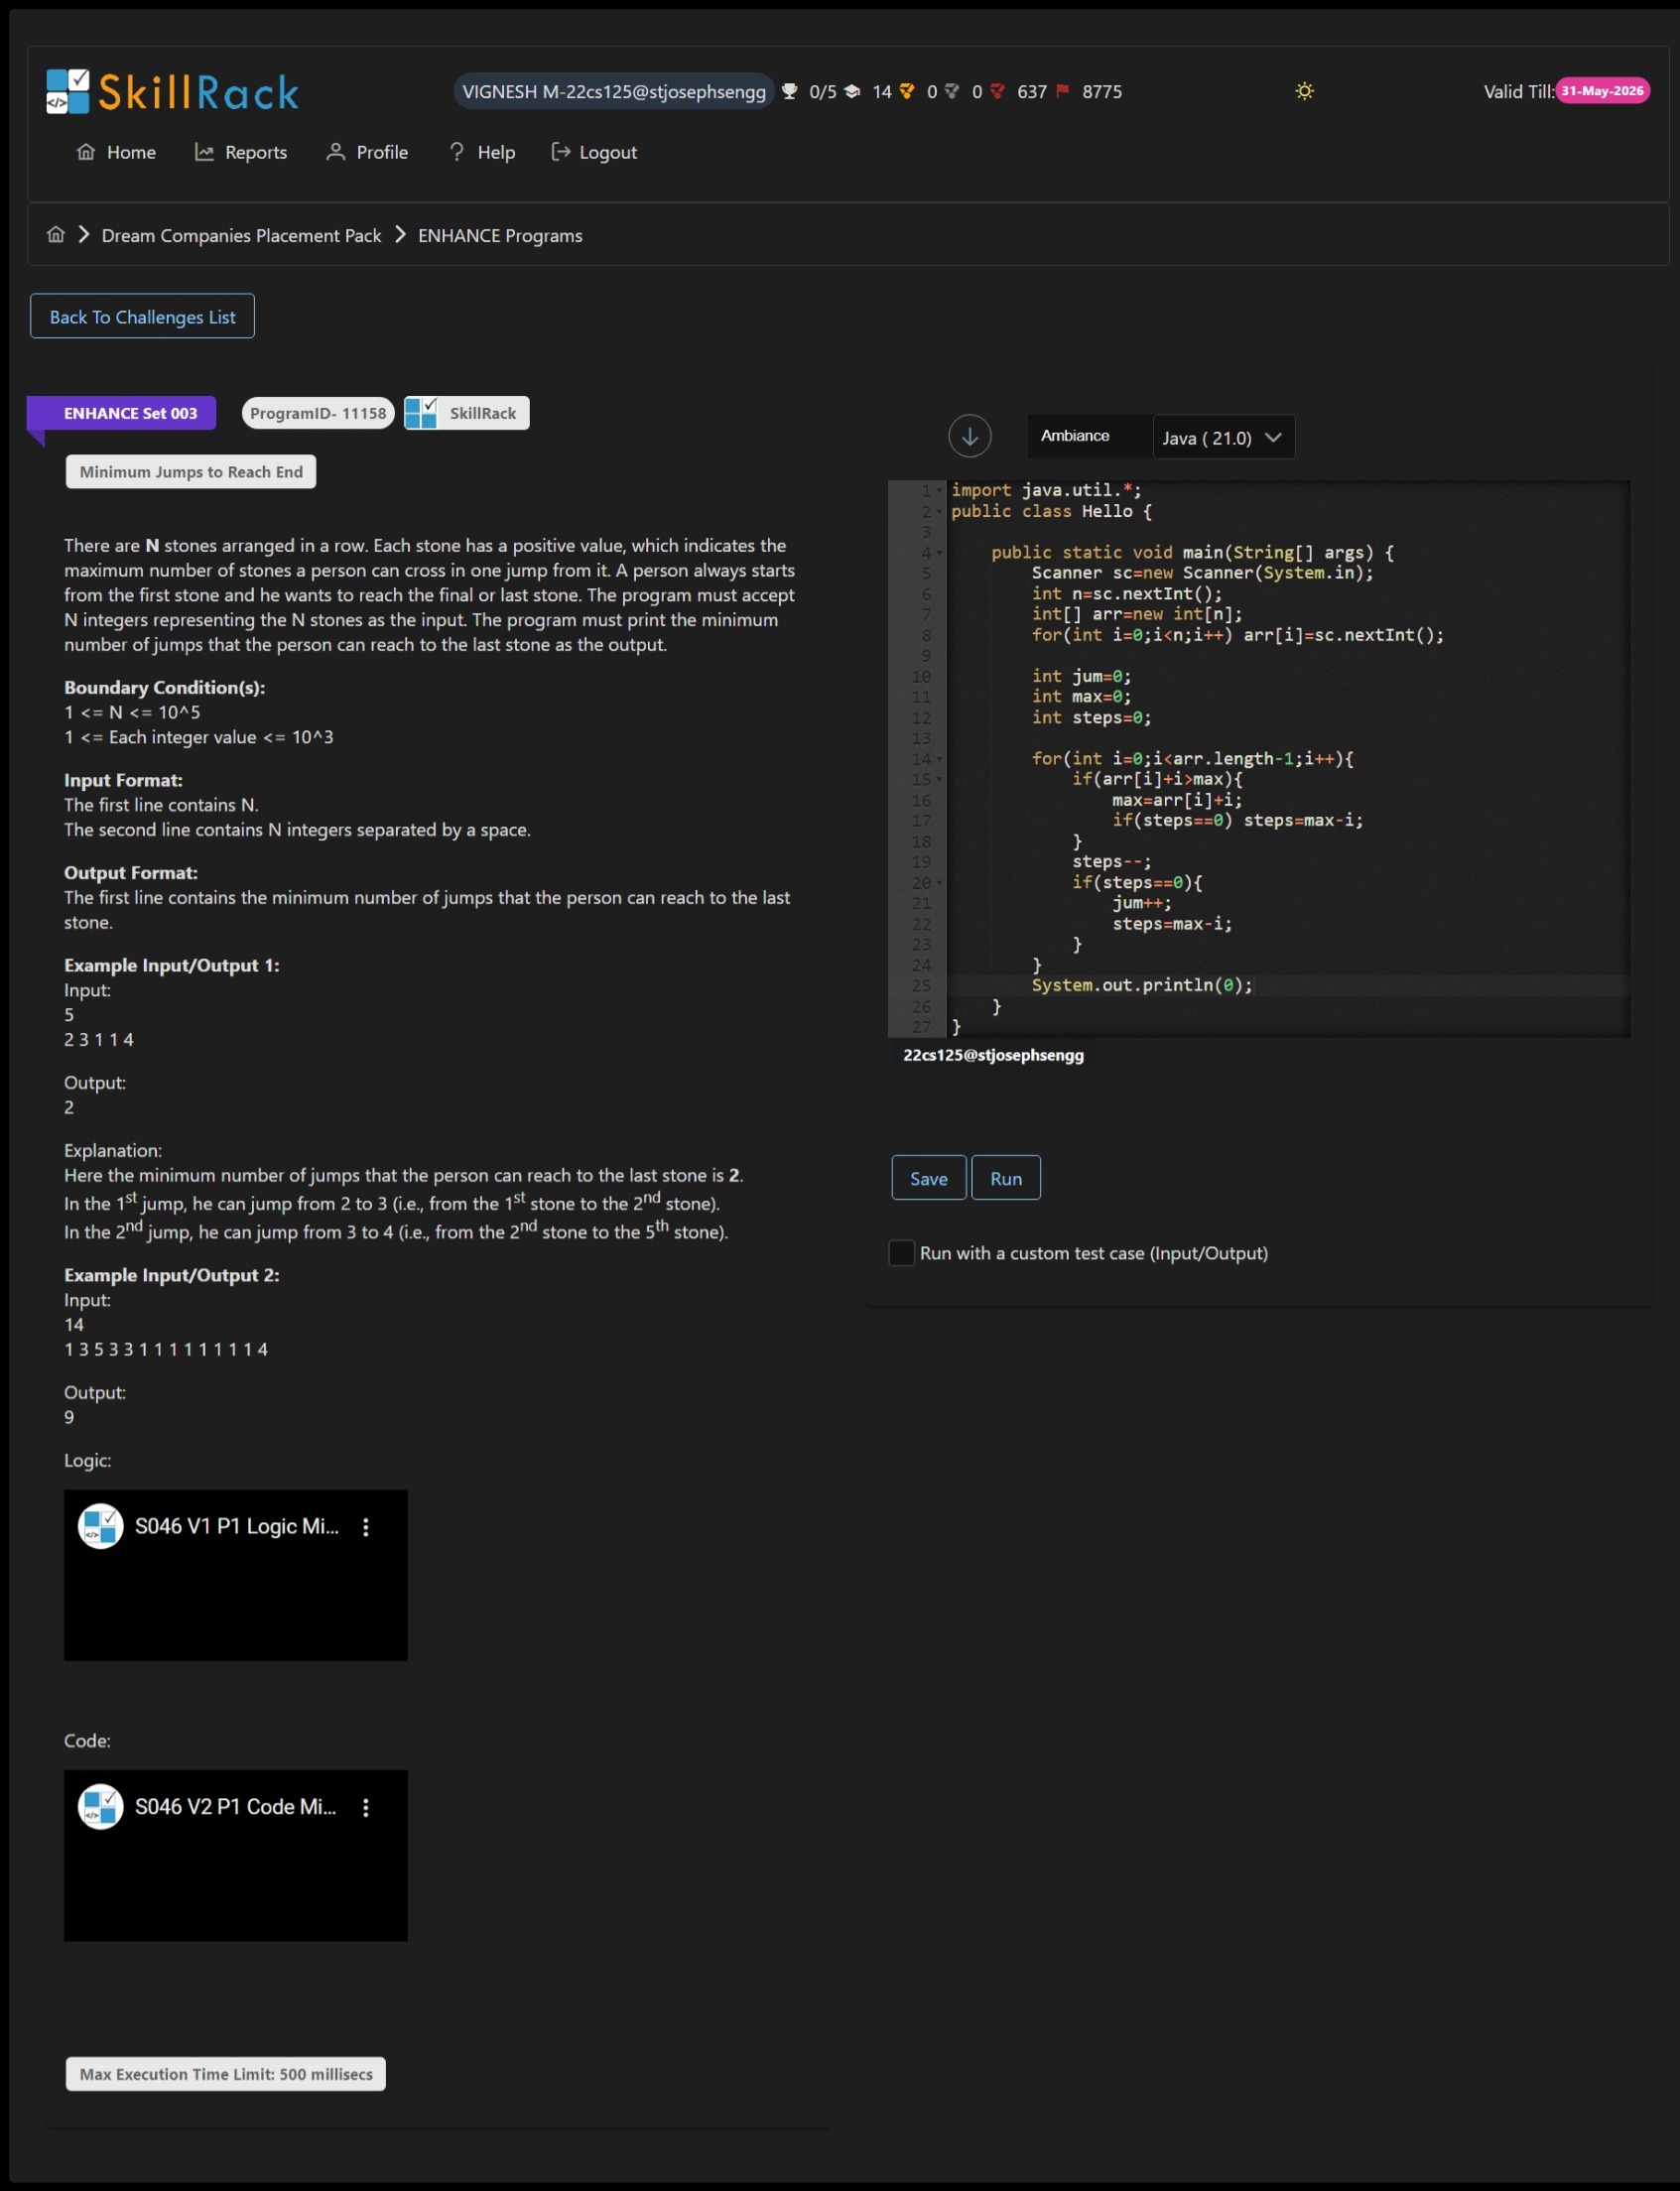 SkillRack
VIGNESH M-22cs125@stjosephsengg 0/5 14 0 0 637 8775
Valid Till: 31-May-2026
Home Reports Profile ? Help Logout
Dream Companies Placement Pack > ENHANCE Programs
Back To Challenges List
ENHANCE Set 003 ProgramID- 11158 SkillRack
Minimum Jumps to Reach End
There are N stones arranged in a row. Each stone has a positive value, which indicates the
maximum number of stones a person can cross in one jump from it. A person always starts
from the first stone and he wants to reach the final or last stone. The program must accept
N integers representing the N stones as the input. The program must print the minimum
number of jumps that the person can reach to the last stone as the output.
Boundary Condition(s):
1 <= N <= 10^5
1 <= Each integer value <= 10^3
Input Format:
The first line contains N.
The second line contains N integers separated by a space.
Output Format:
The first line contains the minimum number of jumps that the person can reach to the last
stone.
Example Input/Output 1:
Input:
5
2 3 1 1 4
Output:
2
Explanation:
Here the minimum number of jumps that the person can reach to the last stone is 2.
In the 1st jump, he can jump from 2 to 3 (i.e., from the 1st stone to the 2nd stone).
In the 2nd jump, he can jump from 3 to 4 (i.e., from the 2nd stone to the 5th stone).
Example Input/Output 2:
Input:
14
1 3 5 3 3 1 1 1 1 1 1 1 1 4
Output:
9
Logic:
S046 V1 P1 Logic Mi...
Code:
S046 V2 P1 Code Mi...
Max Execution Time Limit: 500 millisecs
Ambiance Java ( 21.0)
1 import java.util.*;
2 public class Hello {
3
4     public static void main(String[] args) {
5         Scanner sc=new Scanner(System.in);
6         int n=sc.nextInt();
7         int[] arr=new int[n];
8         for(int i=0;i<n;i++) arr[i]=sc.nextInt();
9
10         int jum=0;
11         int max=0;
12         int steps=0;
13
14         for(int i=0;i<arr.length-1;i++){
15             if(arr[i]+i>max){
16                 max=arr[i]+i;
17                 if(steps==0) steps=max-i;
18             }
19             steps--;
20             if(steps==0){
21                 jum++;
22                 steps=max-i;
23             }
24         }
25         System.out.println(0);
26     }
27 }
22cs125@stjosephsengg
Save Run
Run with a custom test case (Input/Output)